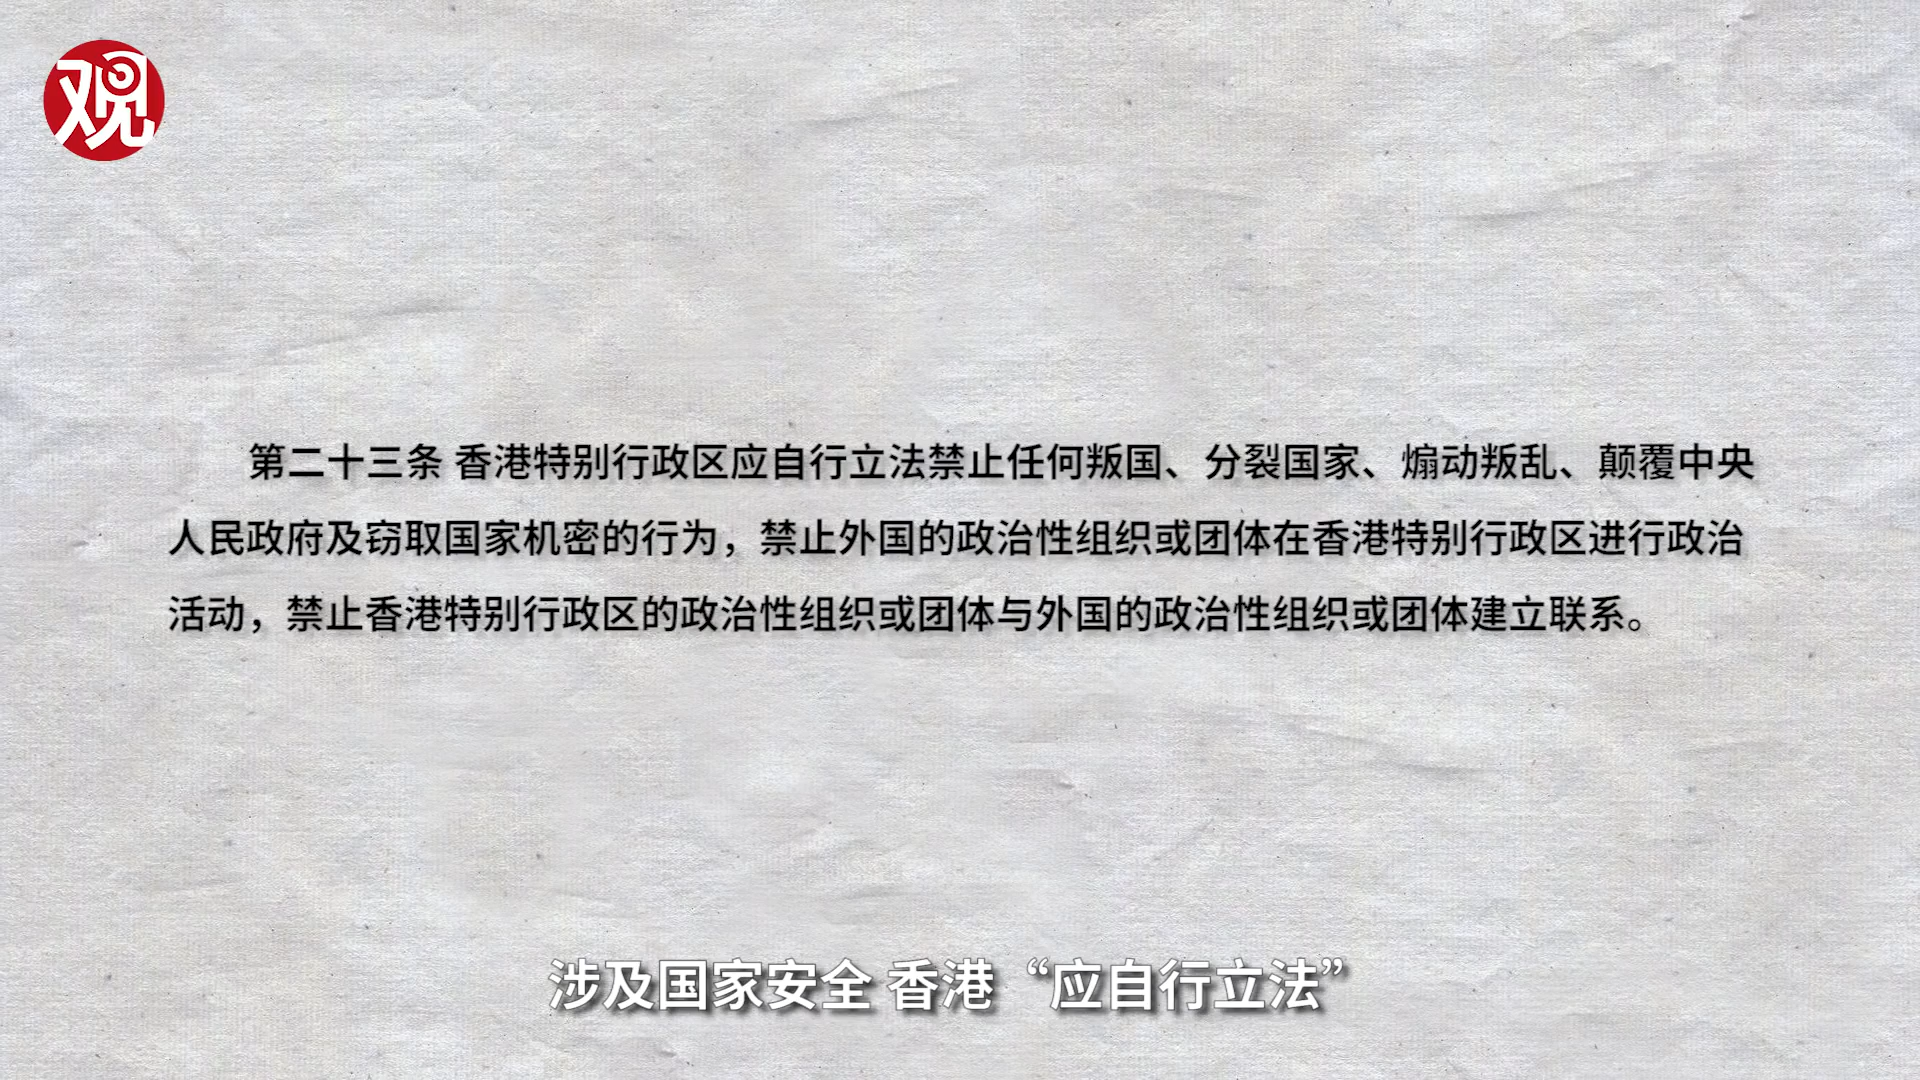 观
第二十三条 香港特别行政区应自行立法禁止任何叛国、分裂国家、煽动叛乱、颠覆中央
人民政府及窃取国家机密的行为，禁止外国的政治性组织或团体在香港特别行政区进行政治
活动，禁止香港特别行政区的政治性组织或团体与外国的政治性组织或团体建立联系。
涉及国家安全 香港“应自行立法”